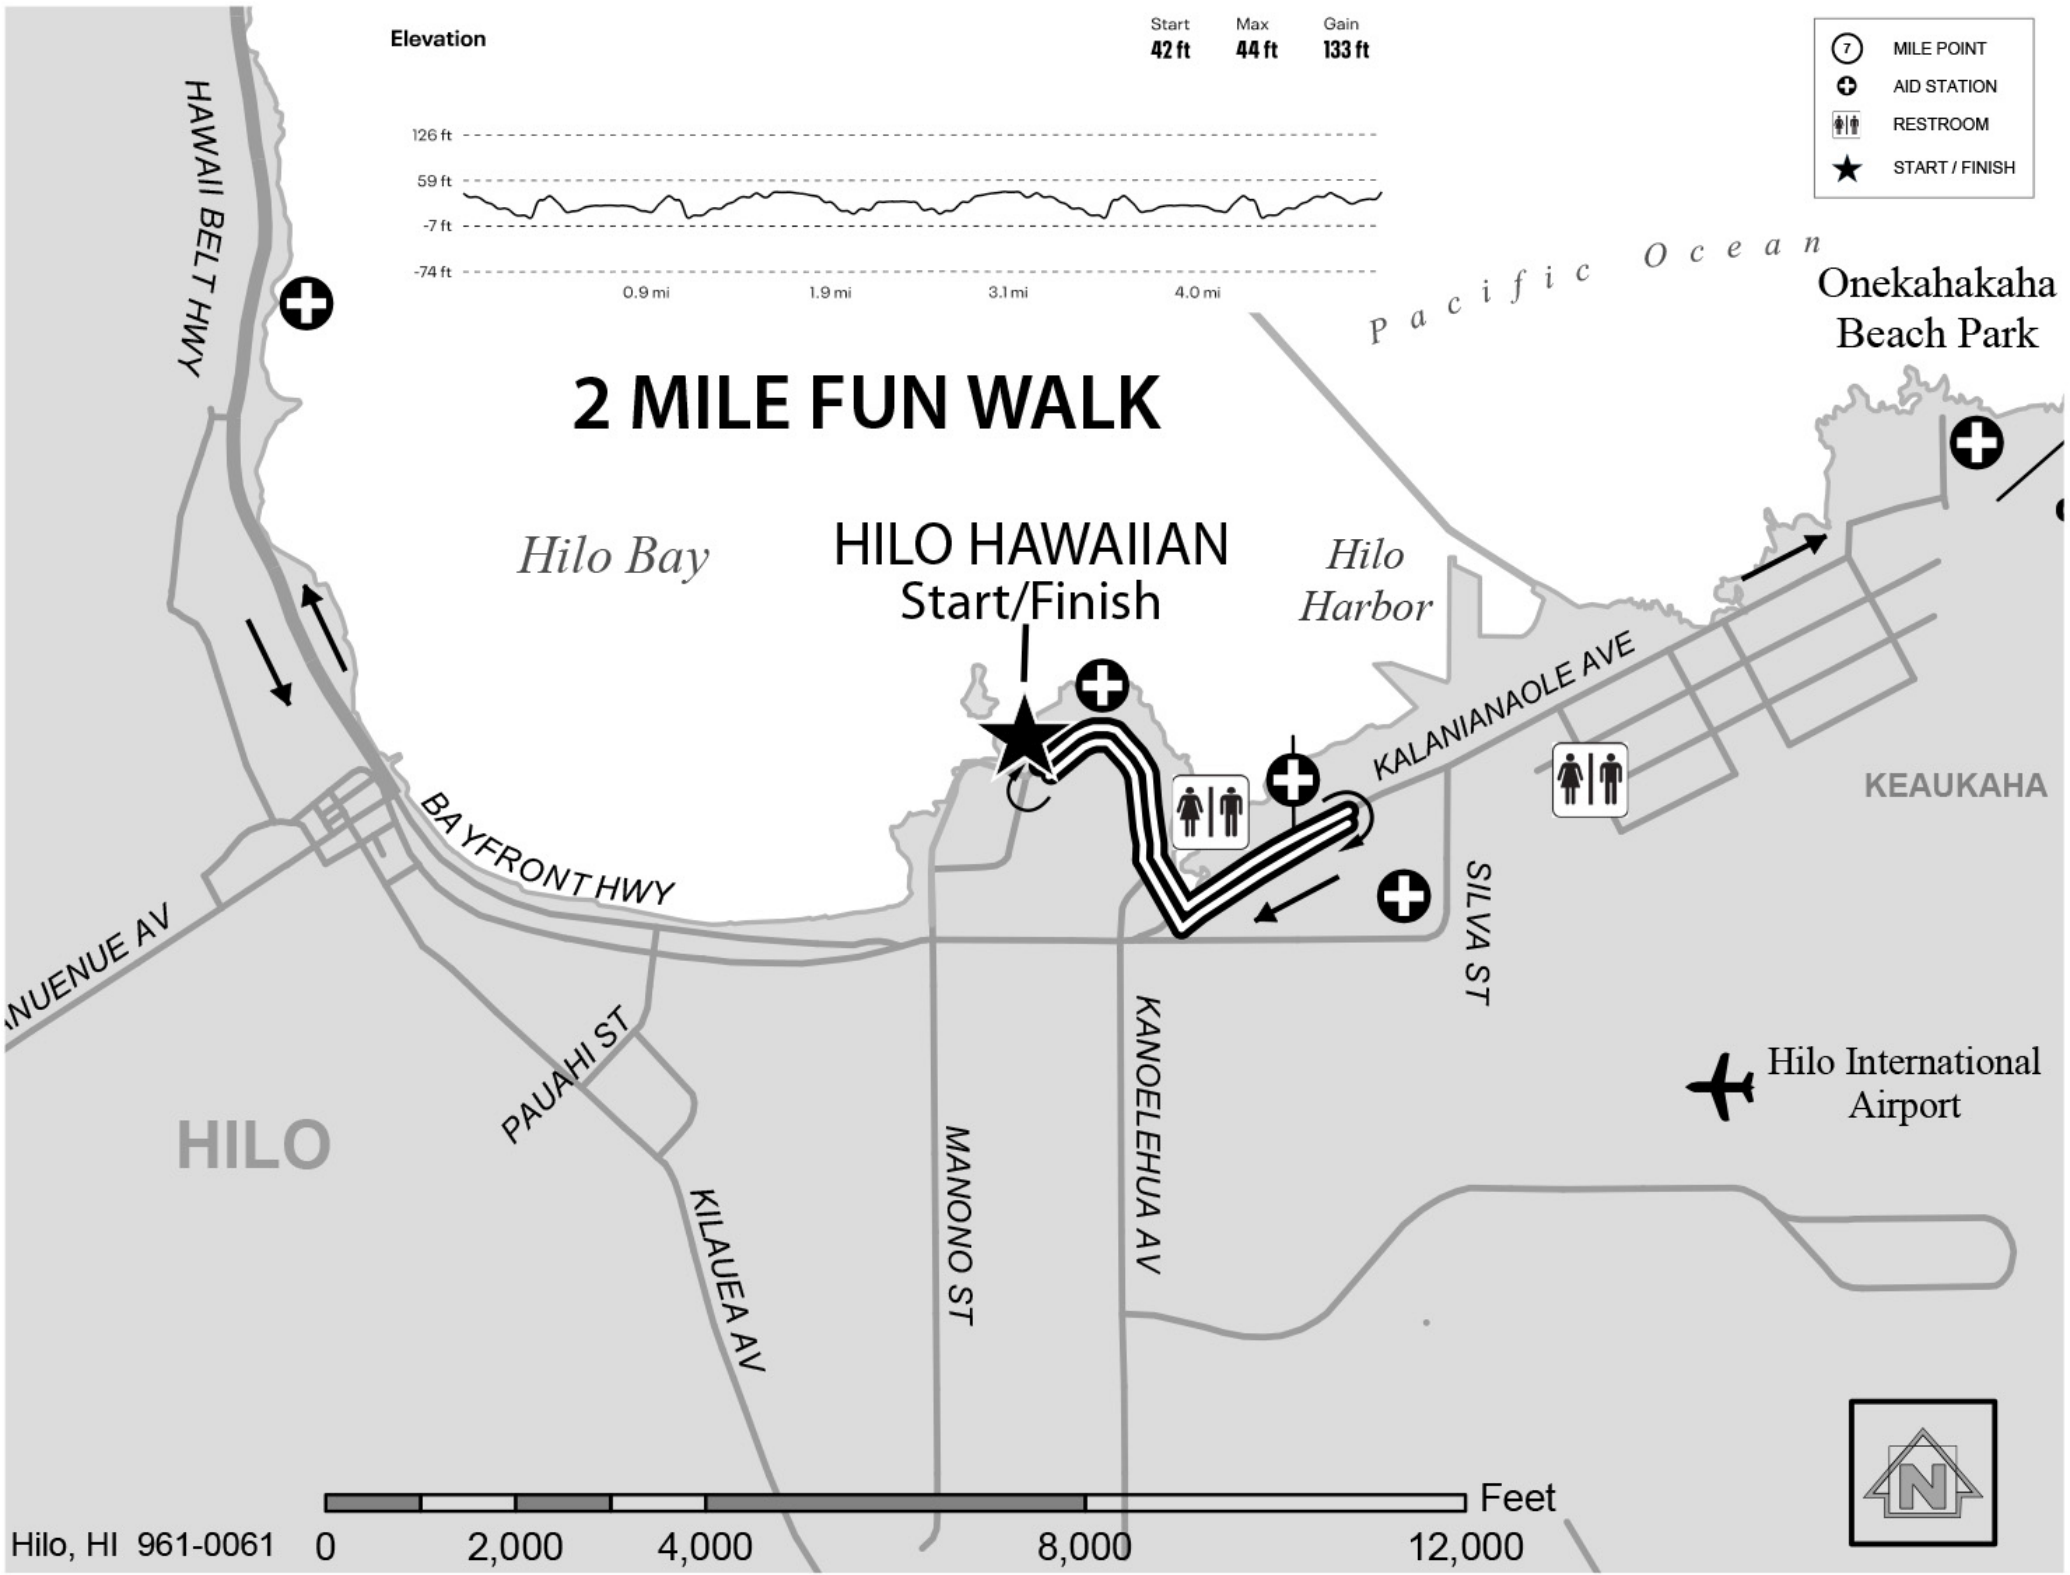 Elevation
Start Max Gain
42 ft 44 ft 133 ft
126 ft
59 ft
-7 ft
-74 ft
0.9 mi 1.9 mi 3.1 mi 4.0 mi
7 MILE POINT
AID STATION
RESTROOM
START / FINISH
HAWAII BELT HWY
Pacific Ocean
Onekahakaha
Beach Park
2 MILE FUN WALK
Hilo Bay
HILO HAWAIIAN
Start/Finish
Hilo
Harbor
KALANIANAOLE AVE
KEAUKAHA
BAYFRONT HWY
SILVA ST
ANUENUE AV
PAUAHI ST
KANOELEHUA AV
MANONO ST
KILAUEA AV
HILO
Hilo International
Airport
N
Feet
Hilo, HI 961-0061
0 2,000 4,000 8,000 12,000